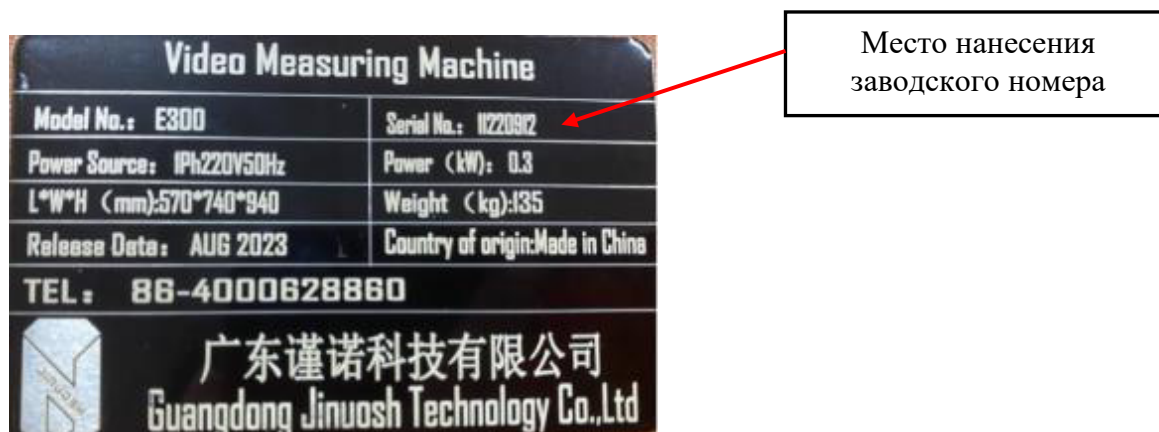 Video Measuring Machine
Место нанесения
заводского номера
Model No.: E300
Serial No.: 11220912
Power Source: 1Ph220V50Hz
Power (kW): 0.3
L*W*H (mm):570*740*940
Weight (kg):135
Release Date: AUG 2023
Country of origin:Made in China
TEL: 86-4000628860
广东谨诺科技有限公司
Guangdong Jinuosh Technology Co.,Ltd